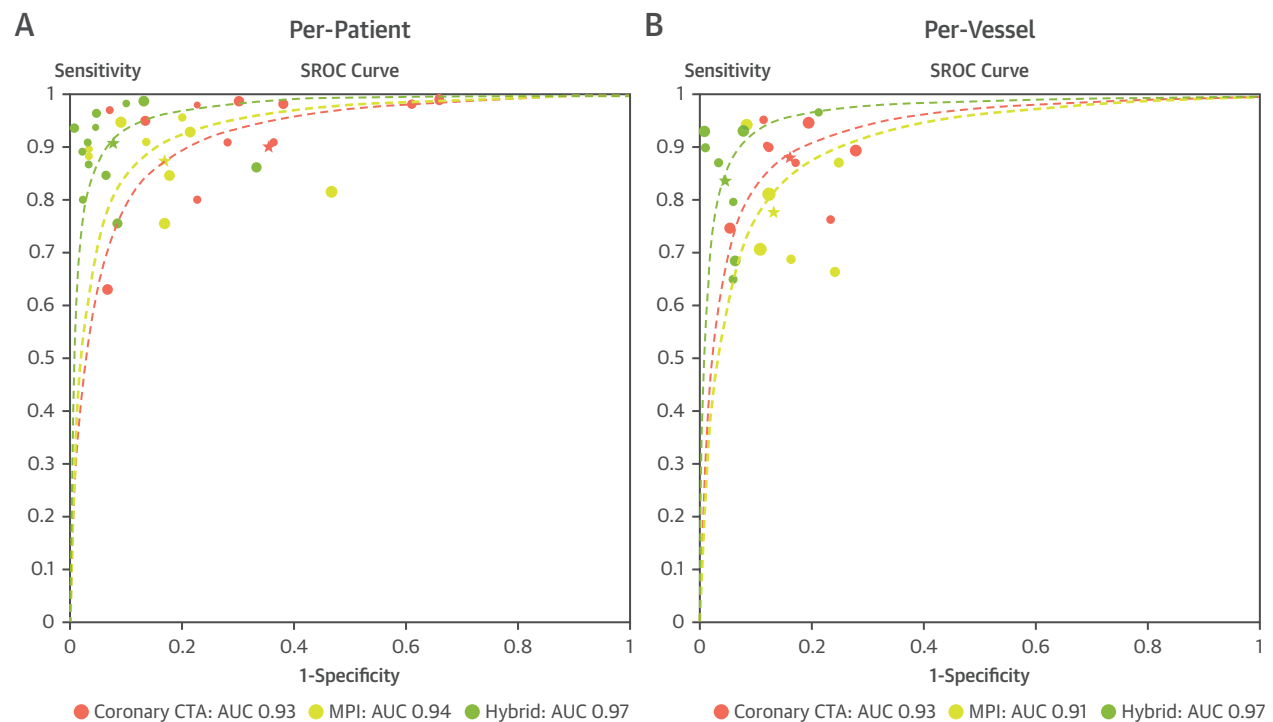 A
Per-Patient
Sensitivity
SROC Curve
1
0.9
0.8
0.7
0.6
0.5
0.4
0.3
0.2
0.1
0
0 0.2 0.4 0.6 0.8 1
1-Specificity
Coronary CTA: AUC 0.93 MPI: AUC 0.94 Hybrid: AUC 0.97
B
Per-Vessel
Sensitivity
SROC Curve
1
0.9
0.8
0.7
0.6
0.5
0.4
0.3
0.2
0.1
0
0 0.2 0.4 0.6 0.8 1
1-Specificity
Coronary CTA: AUC 0.93 MPI: AUC 0.91 Hybrid: AUC 0.97